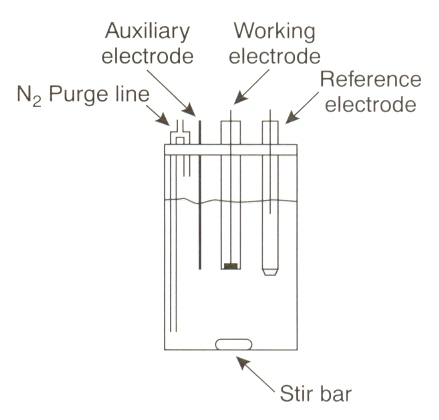 Auxiliary
electrode
Working
electrode
Reference
electrode
N₂ Purge line
Stir bar